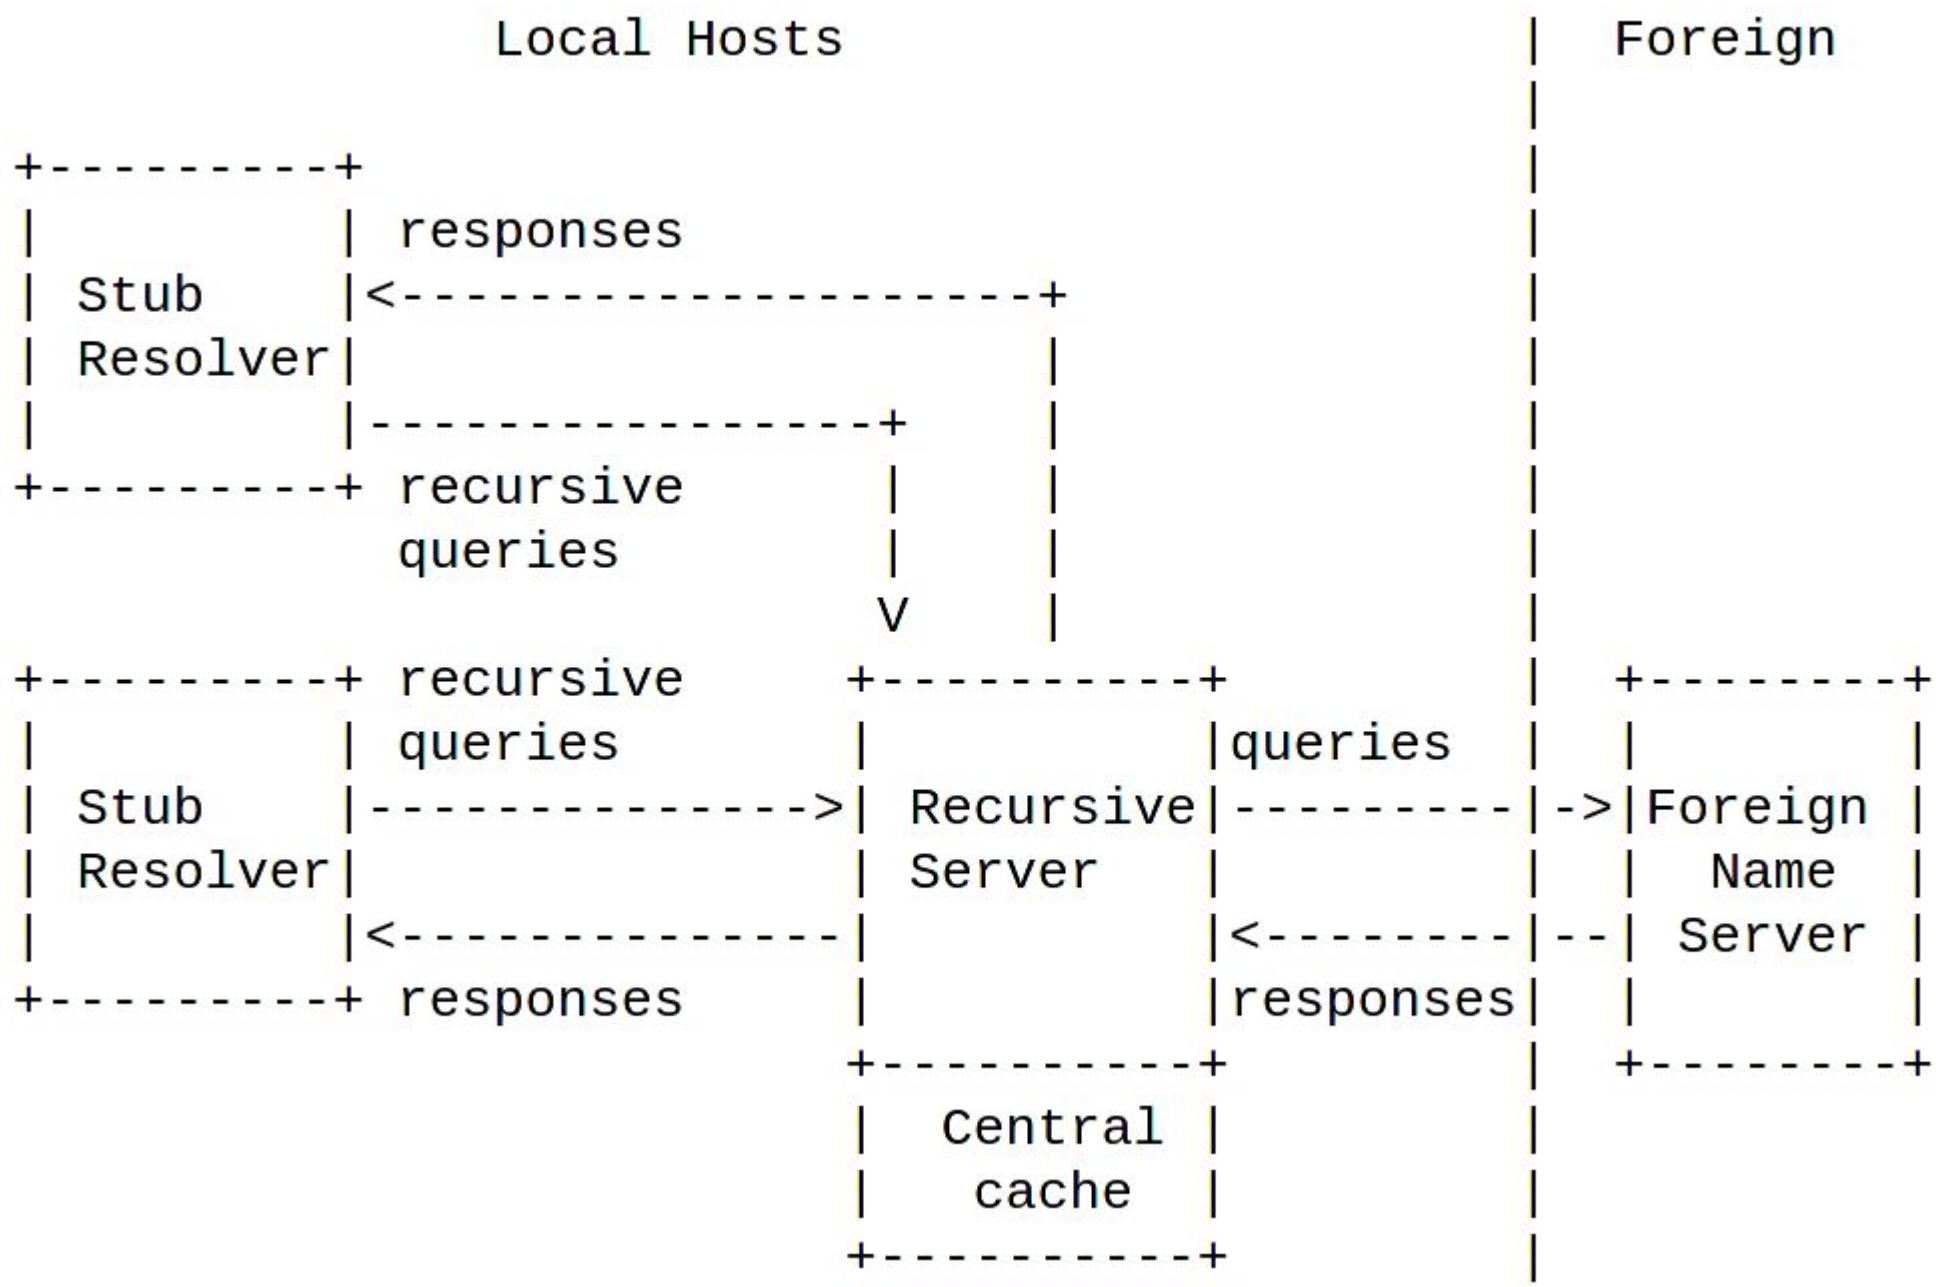 Local Hosts | Foreign
|
+---------+ |
| | responses |
| Stub |<--------------------+ |
| Resolver| | |
| |----------------+ | |
+---------+ recursive | | |
queries | | |
V | |
+---------+ recursive +----------+ | +--------+
| | queries | |queries | | |
| Stub |-------------->| Recursive|---------|->|Foreign |
| Resolver| | Server | | | Name |
| |<--------------| |<--------|--| Server |
+---------+ responses | |responses| | |
+----------+ | +--------+
| Central | |
| cache | |
+----------+ |